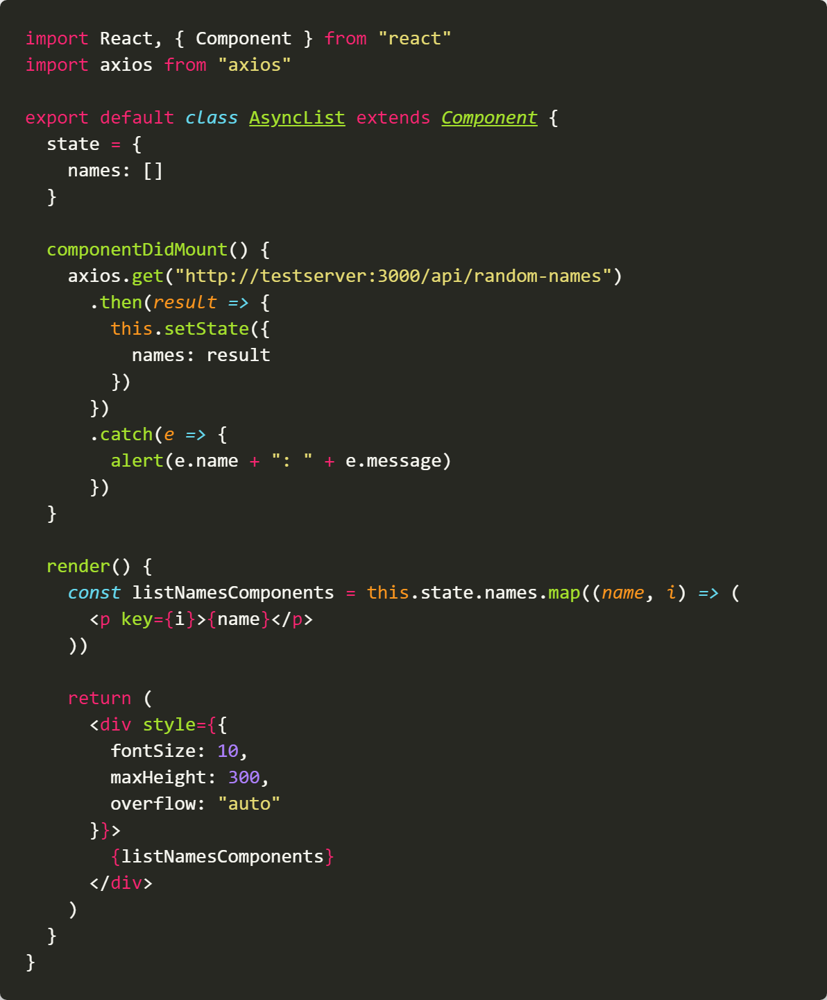 import React, { Component } from "react"
import axios from "axios"

export default class AsyncList extends Component {
  state = {
    names: []
  }

  componentDidMount() {
    axios.get("http://testserver:3000/api/random-names")
      .then(result => {
        this.setState({
          names: result
        })
      })
      .catch(e => {
        alert(e.name + ": " + e.message)
      })
  }

  render() {
    const listNamesComponents = this.state.names.map((name, i) => (
      <p key={i}>{name}</p>
    ))

    return (
      <div style={{
        fontSize: 10,
        maxHeight: 300,
        overflow: "auto"
      }}>
        {listNamesComponents}
      </div>
    )
  }
}